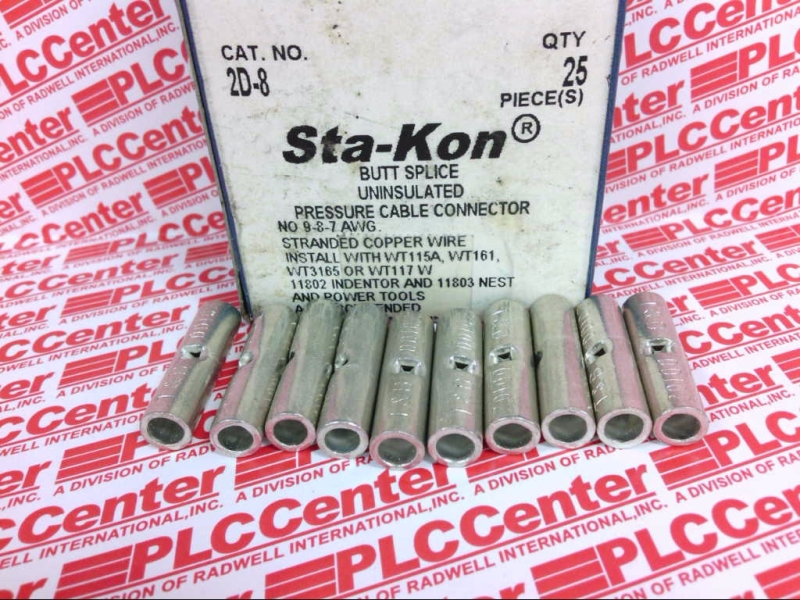 CAT. NO.
2D-8
QTY
25
PIECE(S)
Sta-Kon®
BUTT SPLICE
UNINSULATED
PRESSURE CABLE CONNECTOR
NO 9-8-7 AWG.
STRANDED COPPER WIRE
INSTALL WITH WT115A, WT161,
WT3165 OR WT117 W
11802 INDENTOR AND 11803 NEST
AND POWER TOOLS
PLCCenter
A DIVISION OF RADWELL INTERNATIONAL,INC.